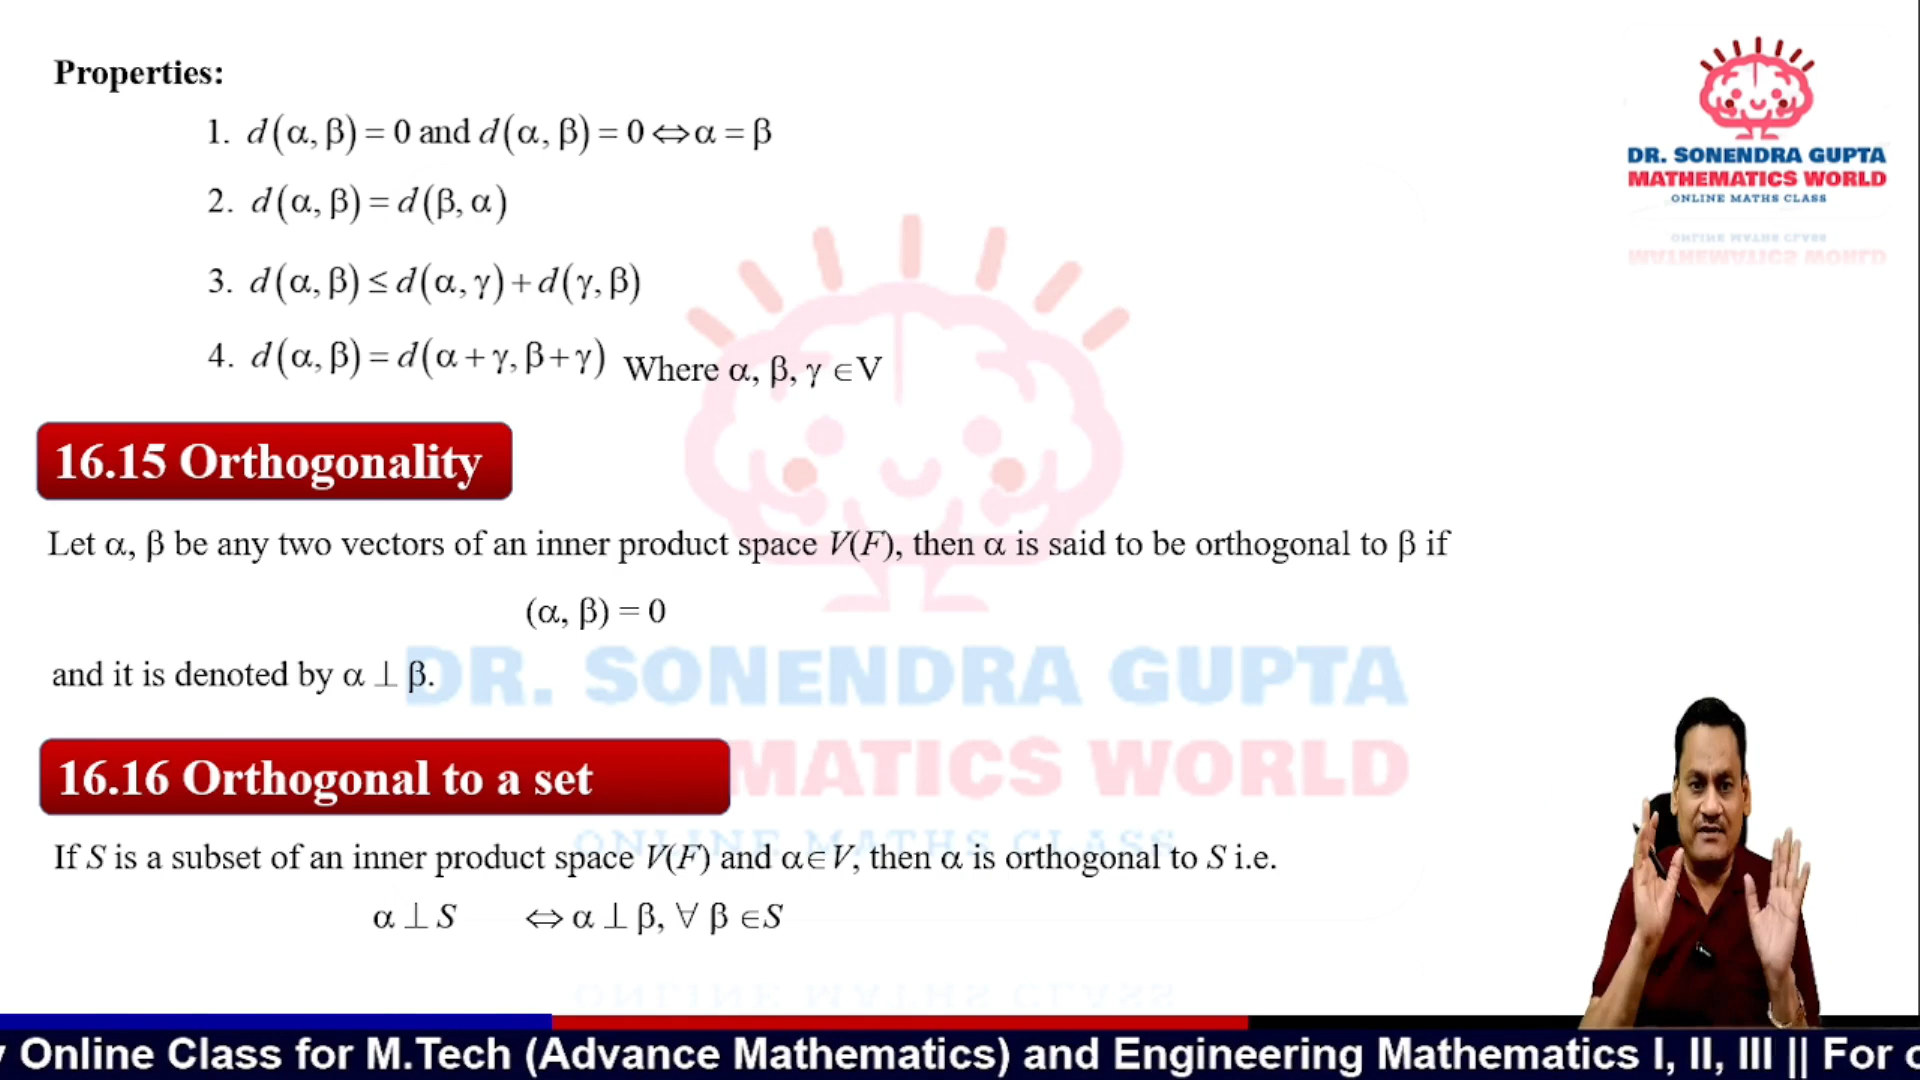 Properties:
1. d(α, β) = 0 and d(α, β) = 0 ⇔ α = β
2. d(α, β) = d(β, α)
3. d(α, β) ≤ d(α, γ) + d(γ, β)
4. d(α, β) = d(α + γ, β + γ) Where α, β, γ ∈V
16.15 Orthogonality
Let α, β be any two vectors of an inner product space V(F), then α is said to be orthogonal to β if
(α, β) = 0
and it is denoted by α ⊥ β.
16.16 Orthogonal to a set
If S is a subset of an inner product space V(F) and α∈V, then α is orthogonal to S i.e.
α ⊥ S ⇔ α ⊥ β, ∀ β ∈S
DR. SONENDRA GUPTA
MATHEMATICS WORLD
ONLINE MATHS CLASS
DR. SONENDRA GUPTA
MATICS WORLD
ONLINE MATHS CLASS
Online Class for M.Tech (Advance Mathematics) and Engineering Mathematics I, II, III || For